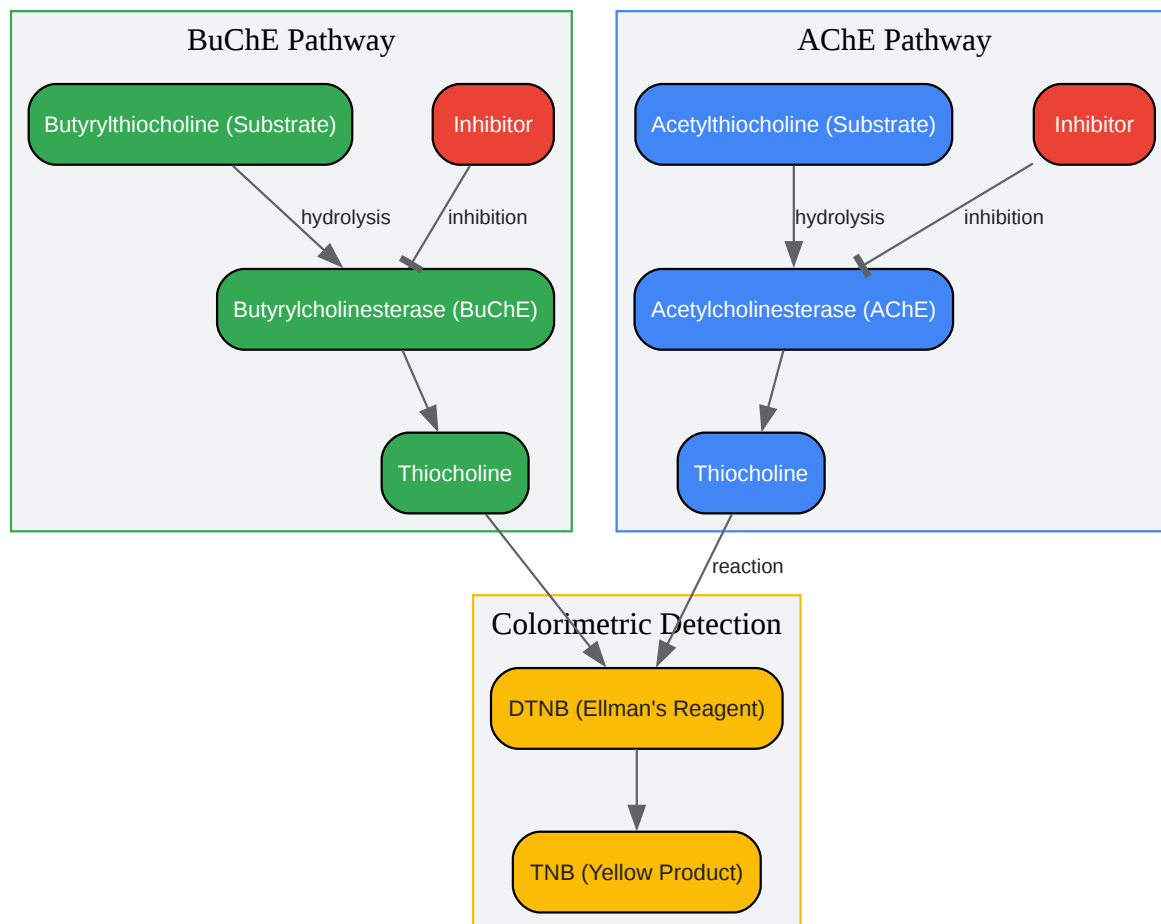 BuChE Pathway
AChE Pathway
Butyrylthiocholine (Substrate)
Inhibitor
Acetylthiocholine (Substrate)
Inhibitor
hydrolysis
inhibition
hydrolysis
inhibition
Butyrylcholinesterase (BuChE)
Acetylcholinesterase (AChE)
Thiocholine
Thiocholine
reaction
Colorimetric Detection
DTNB (Ellman's Reagent)
TNB (Yellow Product)